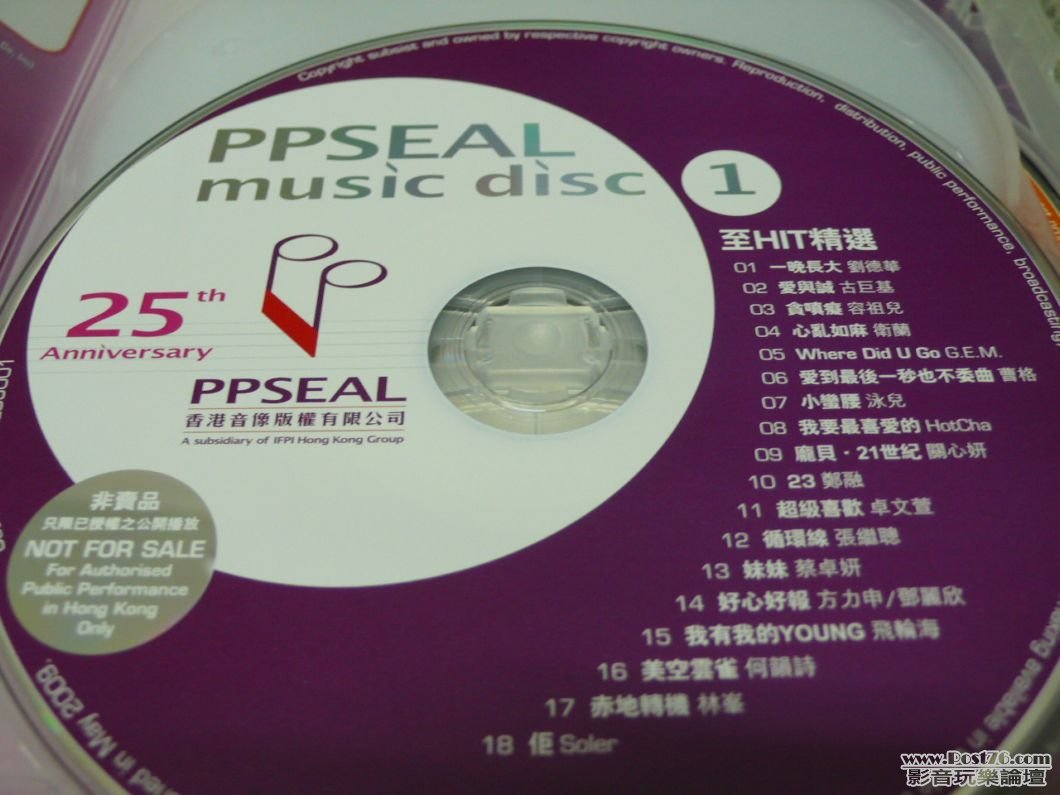 Copyright subsist and owned by respective copyright owners. Reproduction, distribution, public performance, broadcasting,
PPSEAL
music disc
1
25th
Anniversary
PPSEAL
香港音像版權有限公司
A subsidiary of IFPI Hong Kong Group
非賣品
只限已授權之公開播放
NOT FOR SALE
For Authorised
Public Performance
in Hong Kong
Only
至HIT精選
01 一晚長大 劉德華
02 愛與誠 古巨基
03 貪嗔癡 容祖兒
04 心亂如麻 衛蘭
05 Where Did U Go G.E.M.
06 愛到最後一秒也不委曲 曹格
07 小蠻腰 泳兒
08 我要最喜愛的 HotCha
09 龐貝．21世紀 關心妍
10 23 鄭融
11 超級喜歡 卓文萱
12 循環線 張繼聰
13 妹妹 蔡卓妍
14 好心好報 方力申/鄧麗欣
15 我有我的YOUNG 飛輪海
16 美空雲雀 何韻詩
17 赤地轉機 林峯
18 佢 Soler
in May 2009.
www.Post76.com
影音玩樂論壇